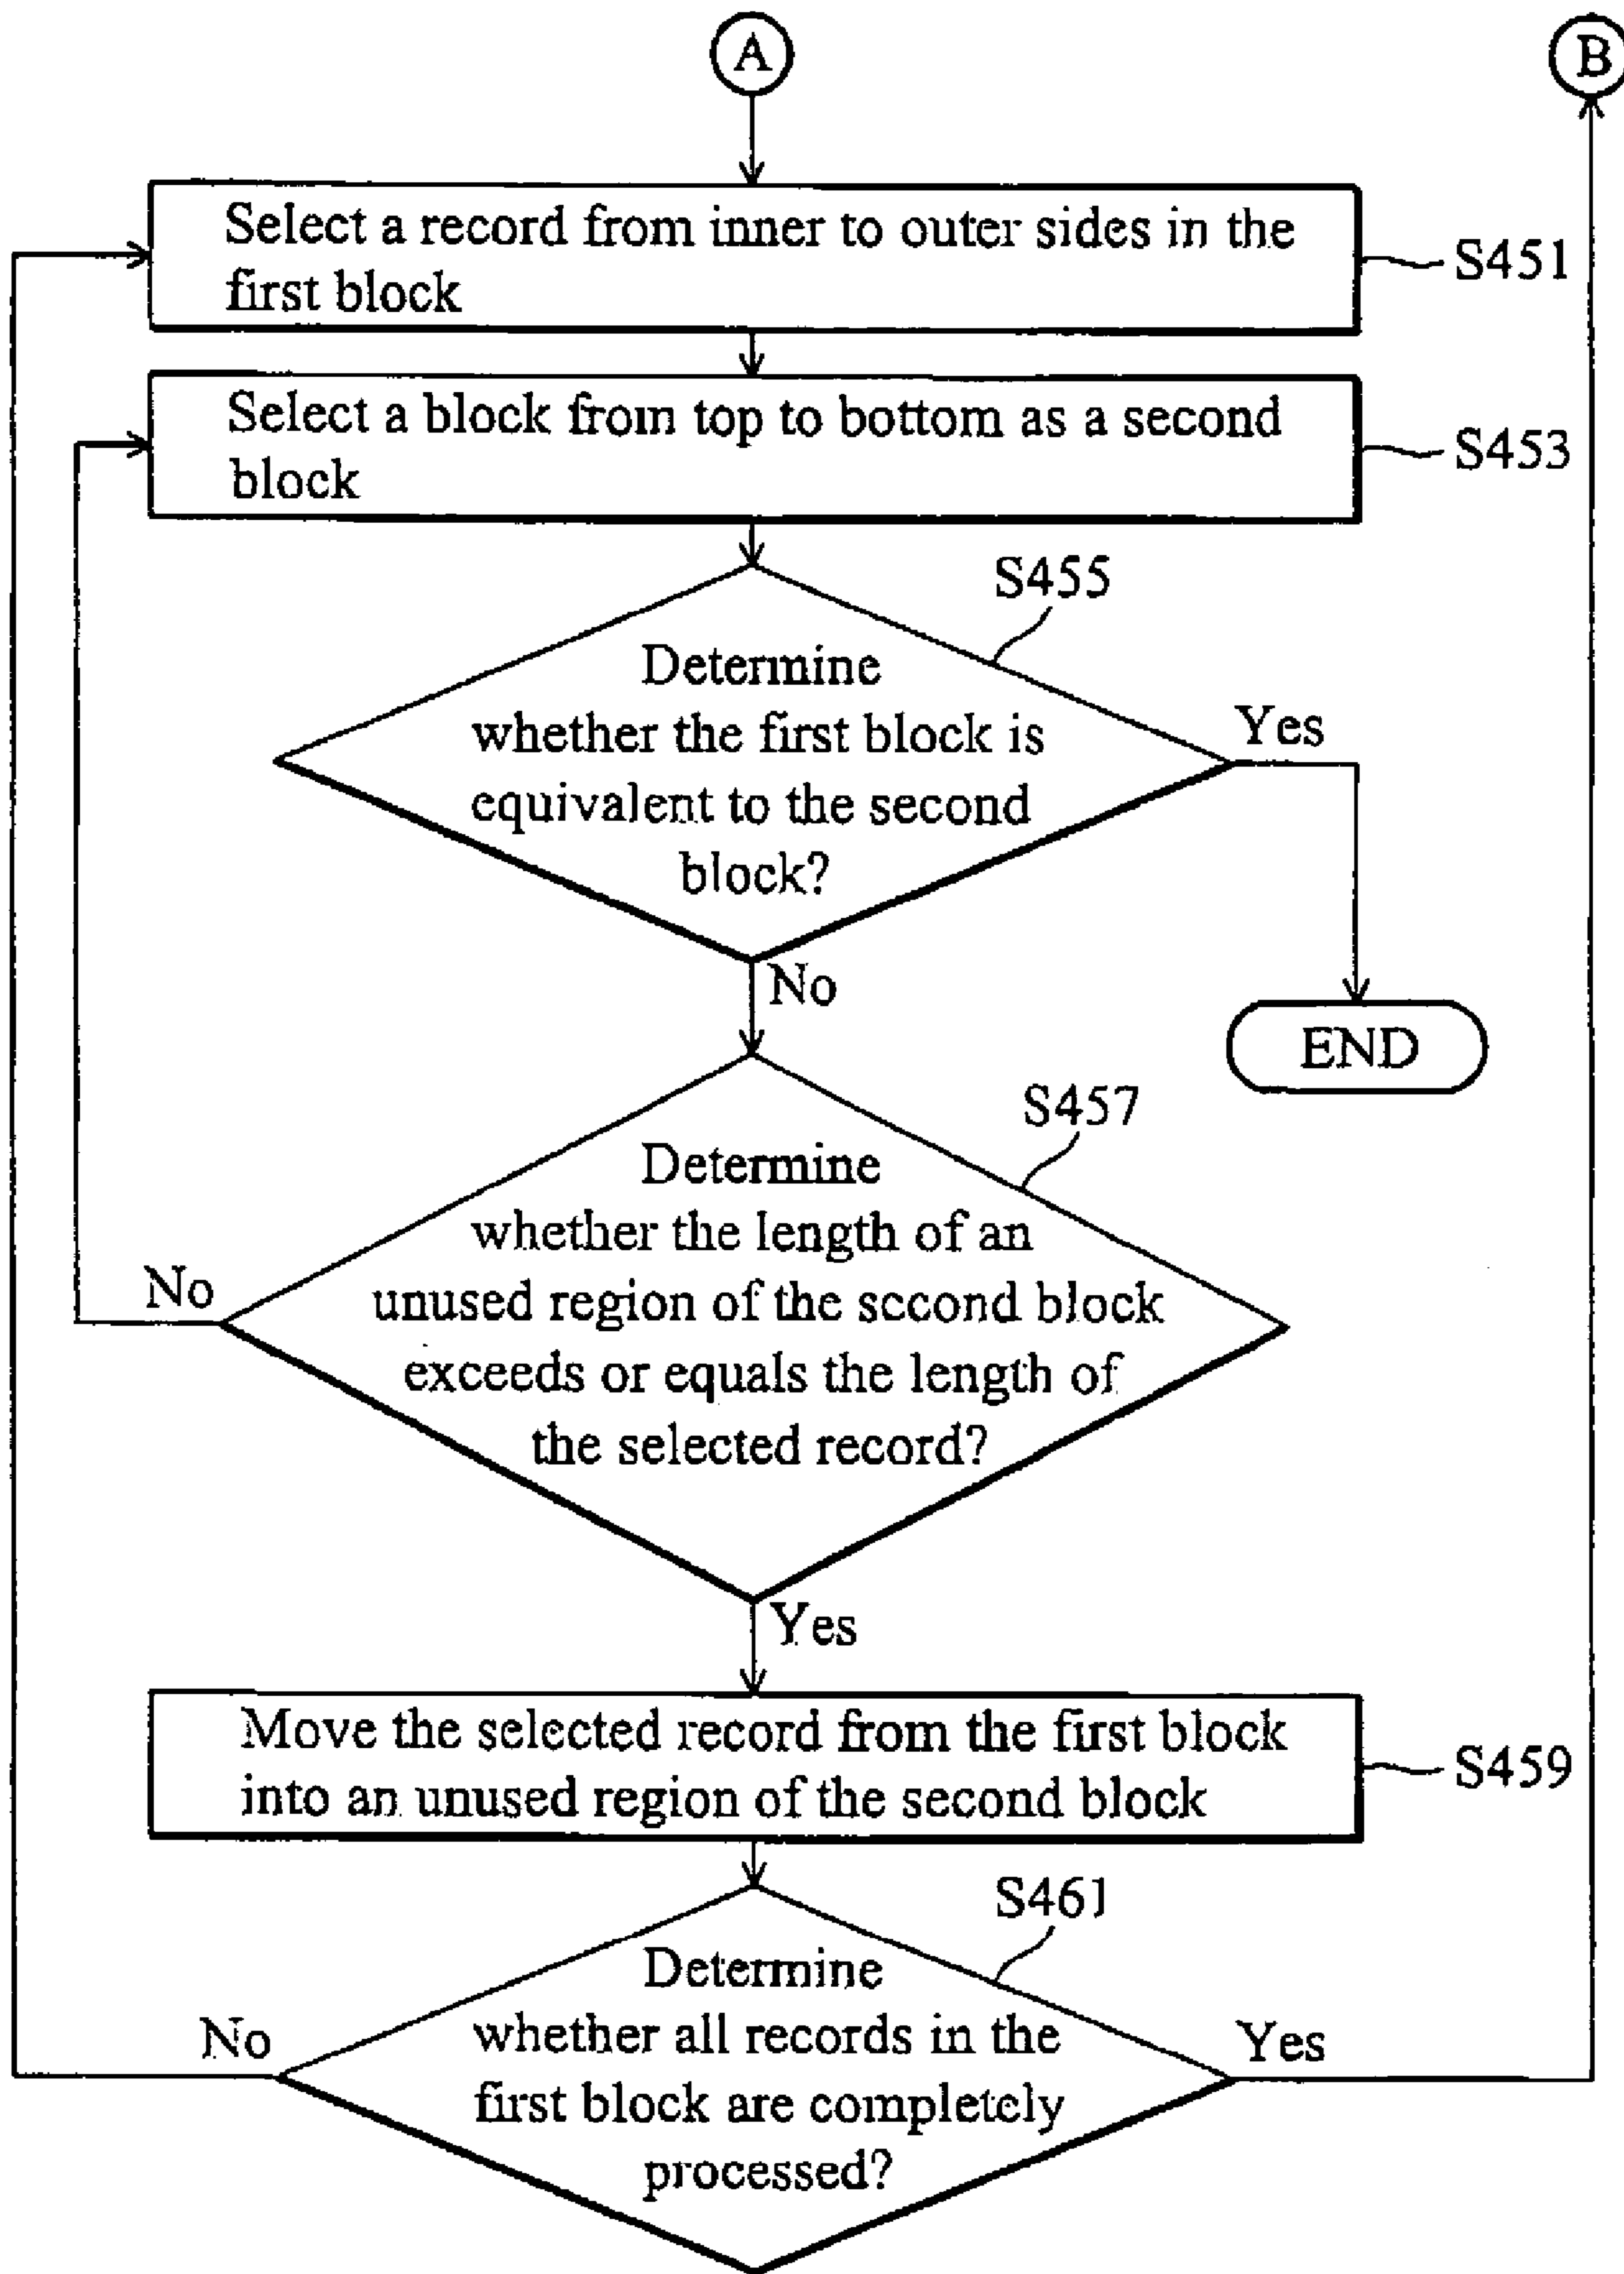 A
B
Select a record from inner to outer sides in the
first block
S451
Select a block from top to bottom as a second
block
S453
S455
Determine
whether the first block is
equivalent to the second
block?
Yes
No
END
S457
Determine
whether the length of an
unused region of the second block
exceeds or equals the length of
the selected record?
No
Yes
Move the selected record from the first block
into an unused region of the second block
S459
S461
Determine
whether all records in the
first block are completely
processed?
No
Yes